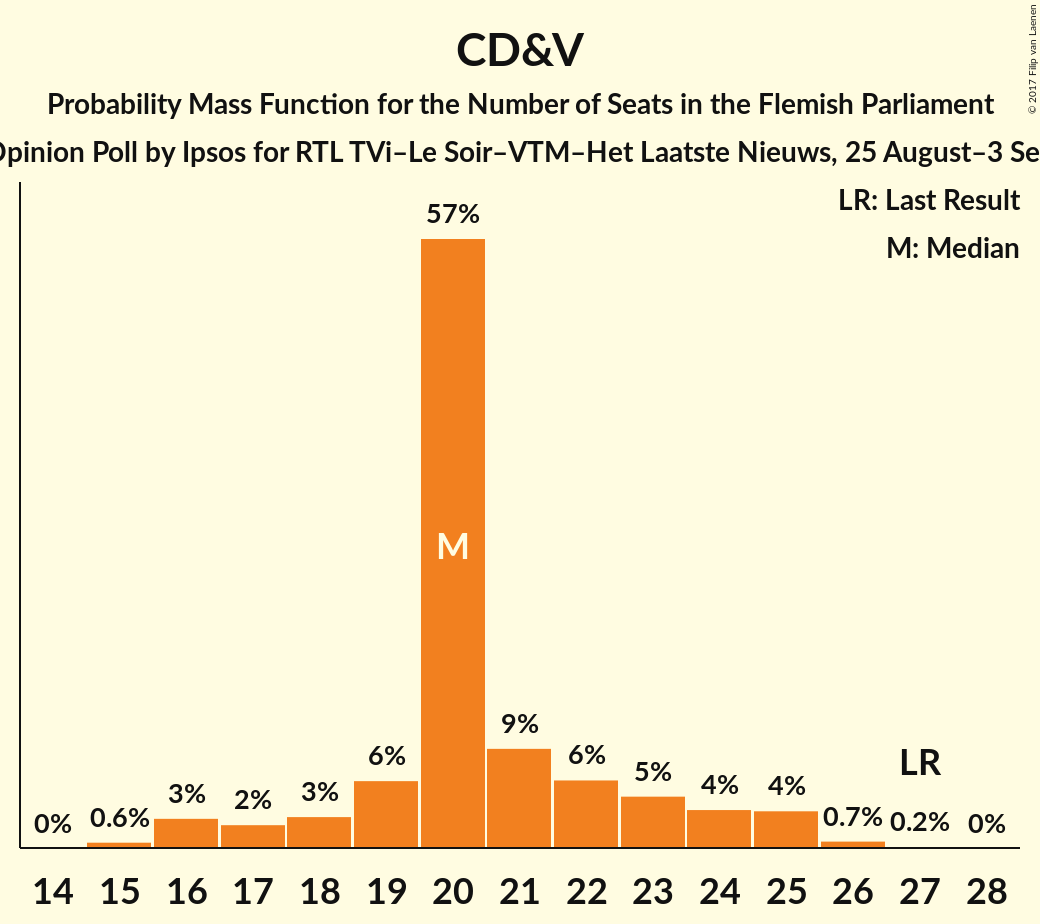 CD&V
Probability Mass Function for the Number of Seats in the Flemish Parliament
Opinion Poll by Ipsos for RTL TVi–Le Soir–VTM–Het Laatste Nieuws, 25 August–3 Se
© 2017 Filip van Laenen
LR: Last Result
M: Median
57%
M
9%
6%
6%
5%
4%
4%
3%
3%
2%
0.6%
0%
0.7%
0.2%
0%
LR
14 15 16 17 18 19 20 21 22 23 24 25 26 27 28